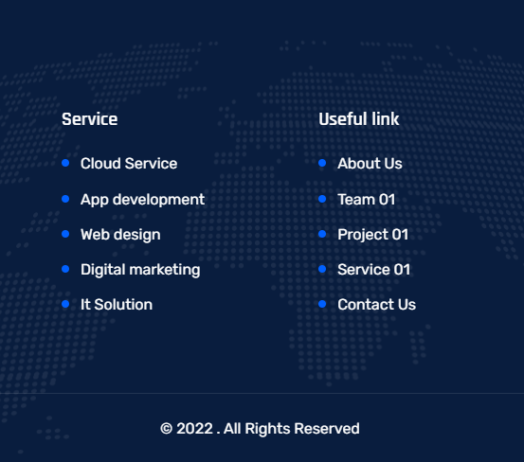 Service
Cloud Service
App development
Web design
Digital marketing
It Solution
Useful link
About Us
Team 01
Project 01
Service 01
Contact Us
© 2022 . All Rights Reserved